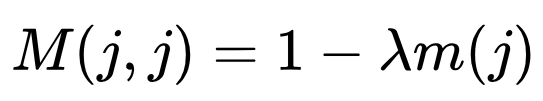 M(j, j) = 1 − λm(j)